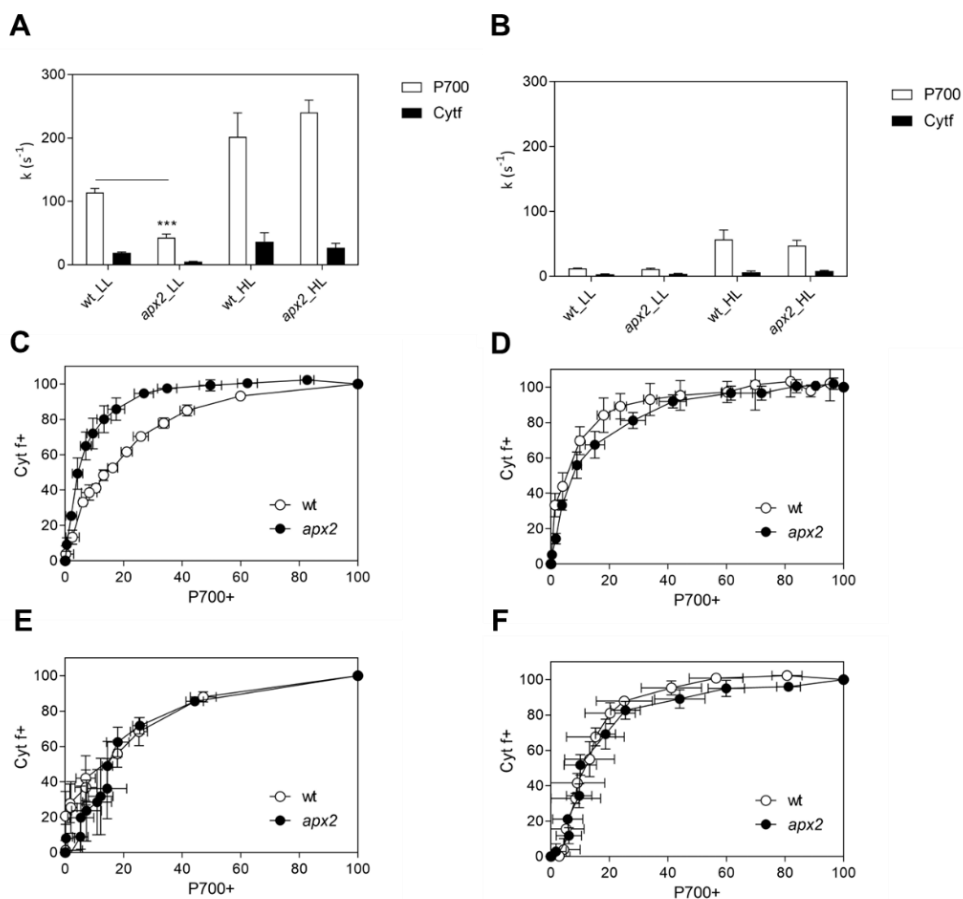 A
300
200
100
0
k (s⁻¹)
P700
Cytf
***
wt_LL
apx2_LL
wt_HL
apx2_HL
B
300
200
100
0
k (s⁻¹)
P700
Cytf
wt_LL
apx2_LL
wt_HL
apx2_HL
C
100
80
60
40
20
0
Cyt f+
wt
apx2
0 20 40 60 80 100
P700+
D
100
80
60
40
20
0
Cyt f+
wt
apx2
0 20 40 60 80 100
P700+
E
100
80
60
40
20
0
Cyt f+
wt
apx2
0 20 40 60 80 100
P700+
F
100
80
60
40
20
0
Cyt f+
wt
apx2
0 20 40 60 80 100
P700+